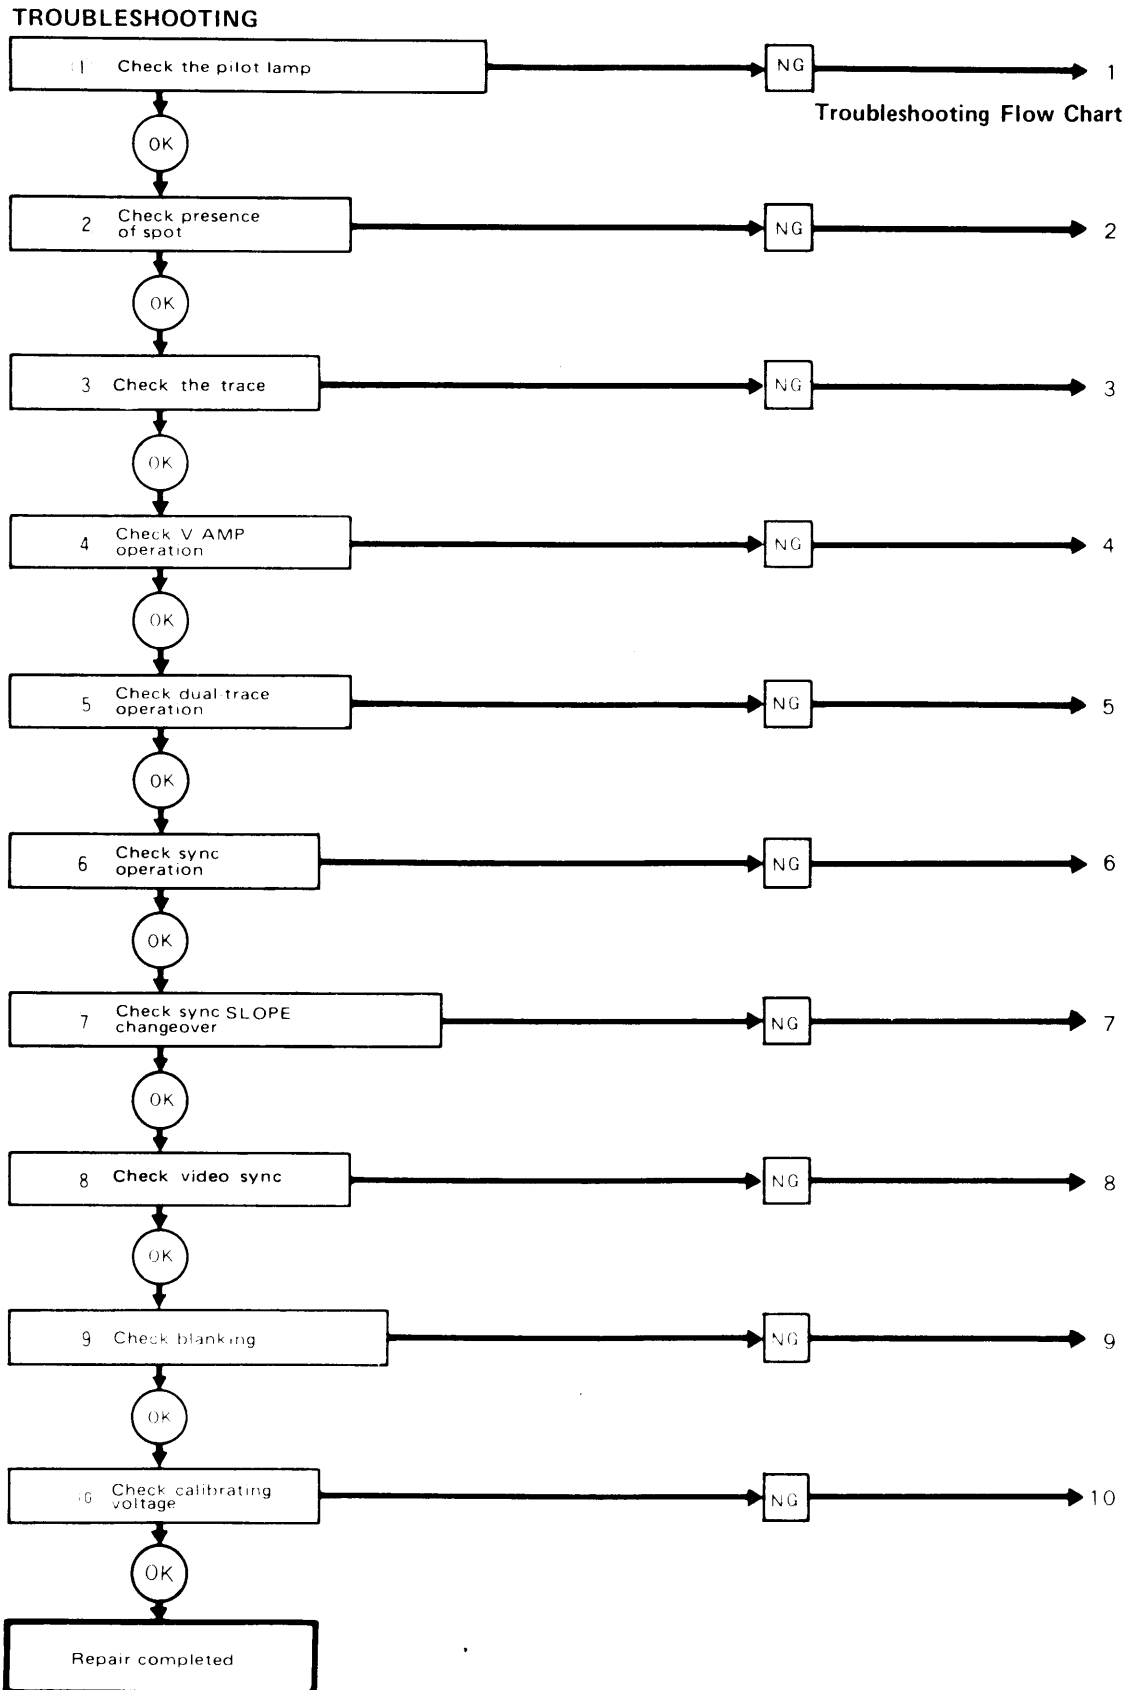 TROUBLESHOOTING
1 Check the pilot lamp
NG
1
Troubleshooting Flow Chart
OK
2 Check presence
of spot
NG
2
OK
3 Check the trace
NG
3
OK
4 Check V AMP
operation
NG
4
OK
5 Check dual-trace
operation
NG
5
OK
6 Check sync
operation
NG
6
OK
7 Check sync SLOPE
changeover
NG
7
OK
8 Check video sync
NG
8
OK
9 Check blanking
NG
9
OK
10 Check calibrating
voltage
NG
10
OK
Repair completed